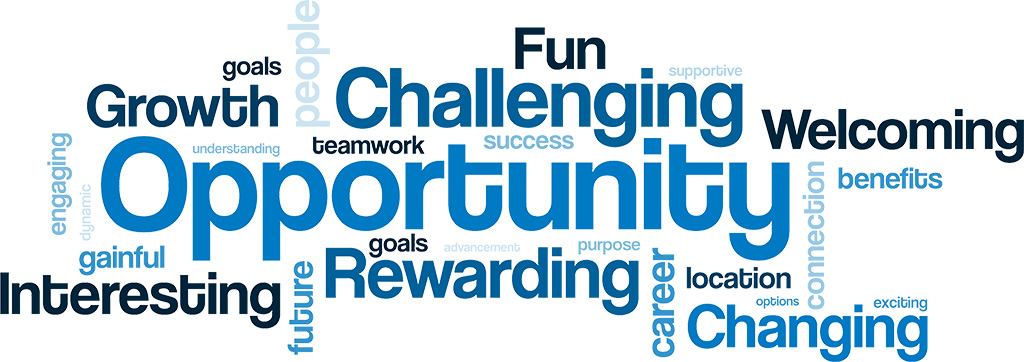 Fun
people
goals
supportive
Challenging
Growth
Welcoming
engaging
understanding
teamwork
success
Opportunity
benefits
dynamic
connection
gainful
goals
advancement
purpose
Interesting
future
Rewarding
career
location
options
exciting
Changing